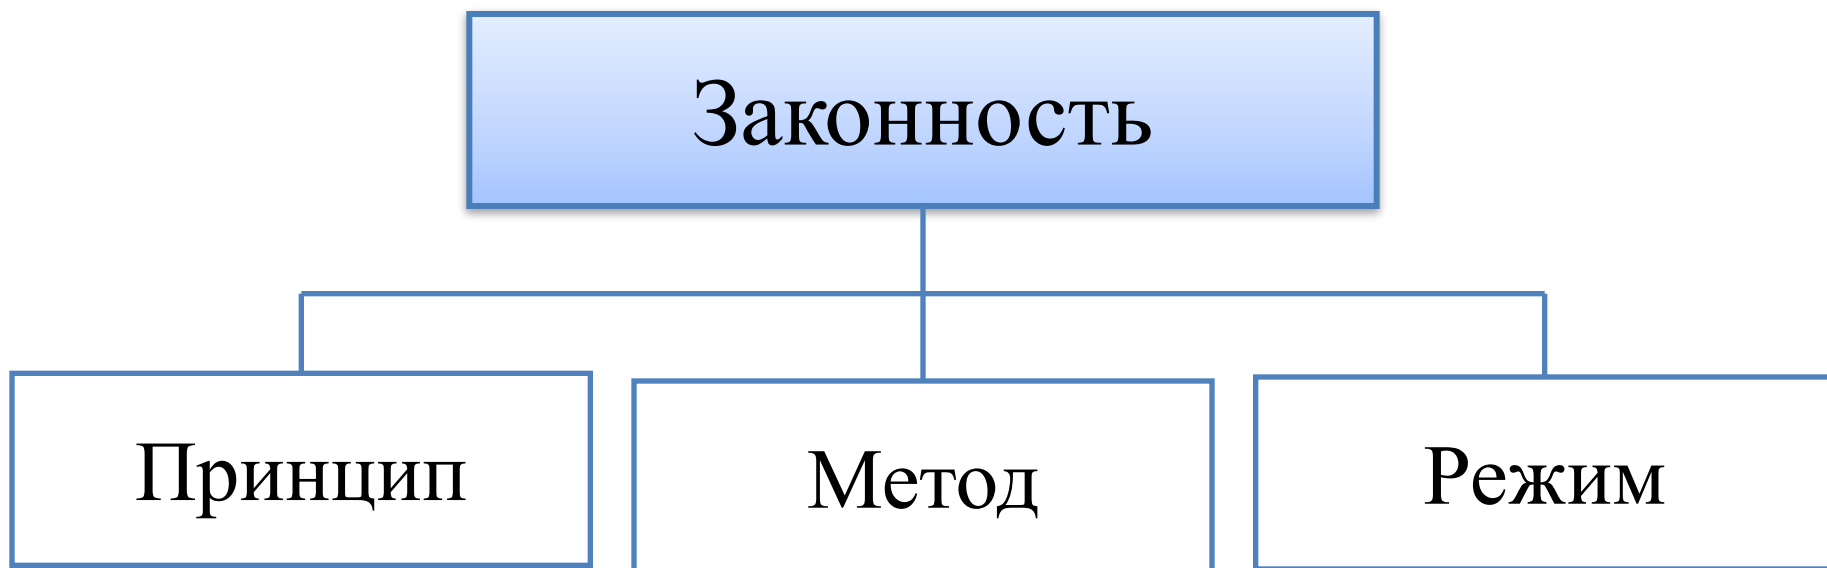 Законность
Принцип
Метод
Режим